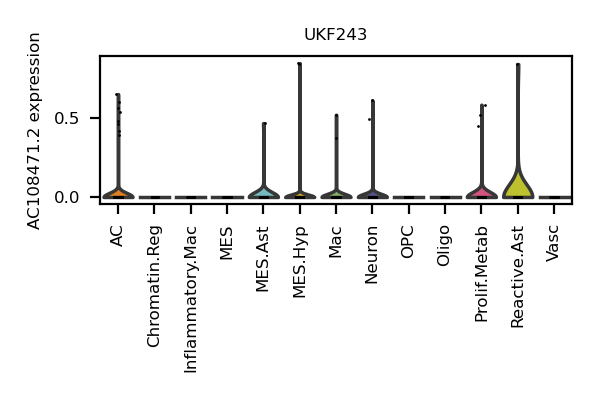 UKF243
AC108471.2 expression
0.5
0.0
AC
Chromatin.Reg
Inflammatory.Mac
MES
MES.Ast
MES.Hyp
Mac
Neuron
OPC
Oligo
Prolif.Metab
Reactive.Ast
Vasc